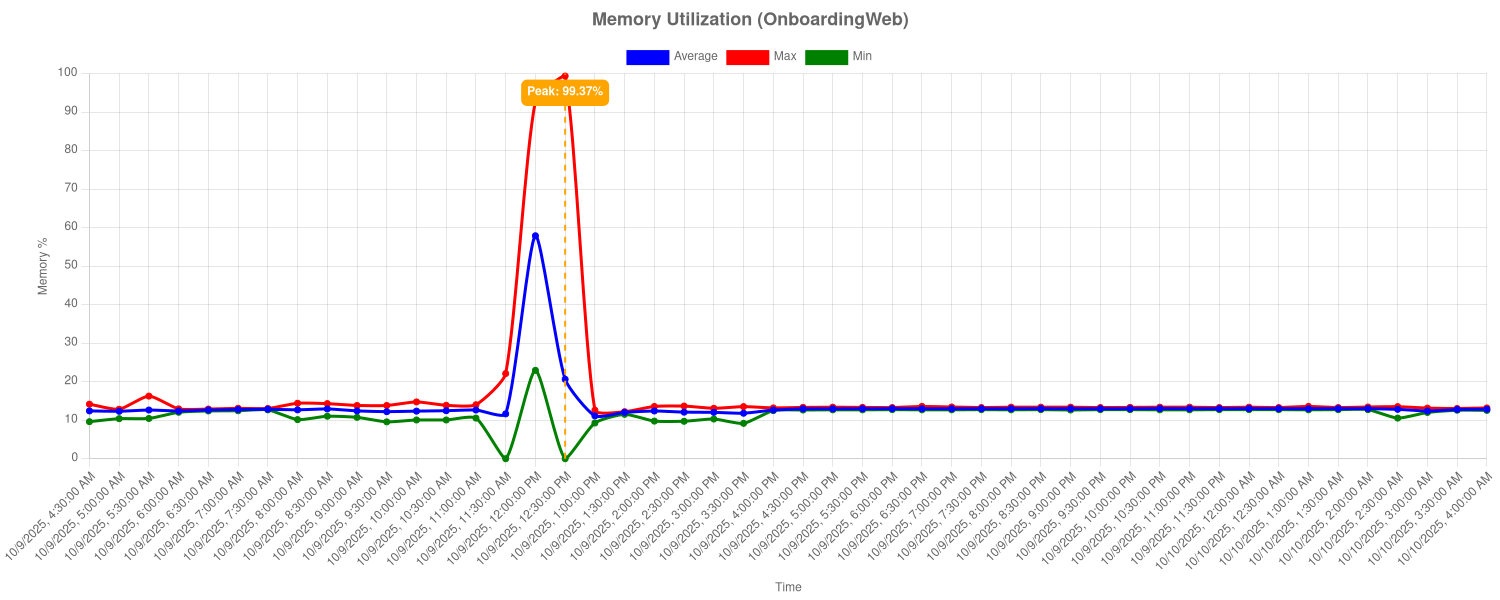 Memory Utilization (OnboardingWeb)
Average Max Min
100
90
80
70
60
50
40
30
20
10
0
Memory %
Peak: 99.37%
10/9/2025, 4:30:00 AM
10/9/2025, 5:00:00 AM
10/9/2025, 5:30:00 AM
10/9/2025, 6:00:00 AM
10/9/2025, 6:30:00 AM
10/9/2025, 7:00:00 AM
10/9/2025, 7:30:00 AM
10/9/2025, 8:00:00 AM
10/9/2025, 8:30:00 AM
10/9/2025, 9:00:00 AM
10/9/2025, 9:30:00 AM
10/9/2025, 10:00:00 AM
10/9/2025, 10:30:00 AM
10/9/2025, 11:00:00 AM
10/9/2025, 11:30:00 AM
10/9/2025, 12:00:00 PM
10/9/2025, 12:30:00 PM
10/9/2025, 1:00:00 PM
10/9/2025, 1:30:00 PM
10/9/2025, 2:00:00 PM
10/9/2025, 2:30:00 PM
10/9/2025, 3:00:00 PM
10/9/2025, 3:30:00 PM
10/9/2025, 4:00:00 PM
10/9/2025, 4:30:00 PM
10/9/2025, 5:00:00 PM
10/9/2025, 5:30:00 PM
10/9/2025, 6:00:00 PM
10/9/2025, 6:30:00 PM
10/9/2025, 7:00:00 PM
10/9/2025, 7:30:00 PM
10/9/2025, 8:00:00 PM
10/9/2025, 8:30:00 PM
10/9/2025, 9:00:00 PM
10/9/2025, 9:30:00 PM
10/9/2025, 10:00:00 PM
10/9/2025, 10:30:00 PM
10/9/2025, 11:00:00 PM
10/9/2025, 11:30:00 PM
10/10/2025, 12:00:00 AM
10/10/2025, 12:30:00 AM
10/10/2025, 1:00:00 AM
10/10/2025, 1:30:00 AM
10/10/2025, 2:00:00 AM
10/10/2025, 2:30:00 AM
10/10/2025, 3:00:00 AM
10/10/2025, 3:30:00 AM
10/10/2025, 4:00:00 AM
Time